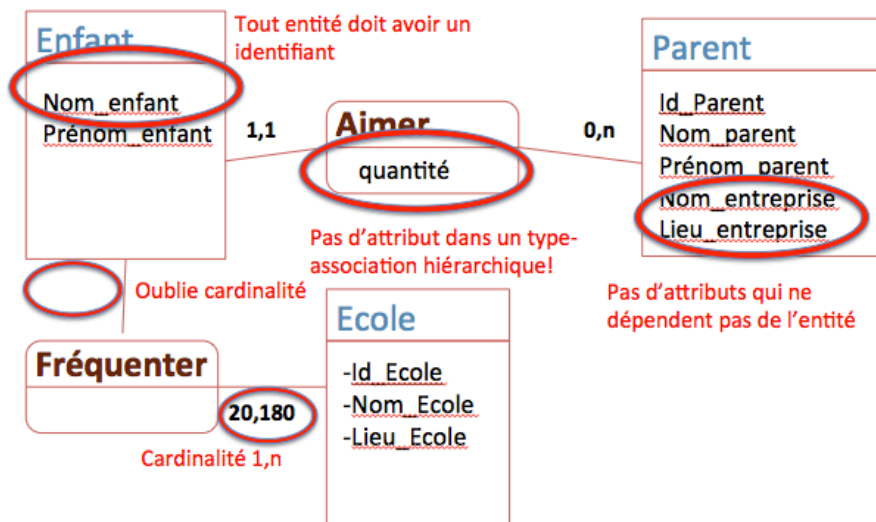 Enfant
Nom_enfant
Prénom_enfant
Tout entité doit avoir un
identifiant
1,1
Aimer
quantité
0,n
Parent
Id_Parent
Nom_parent
Prénom_parent
Nom_entreprise
Lieu_entreprise
Pas d'attribut dans un type-
association hiérarchique!
Pas d'attributs qui ne
dépendent pas de l'entité
Oublie cardinalité
Fréquenter
20,180
Cardinalité 1,n
Ecole
-Id_Ecole
-Nom_Ecole
-Lieu_Ecole